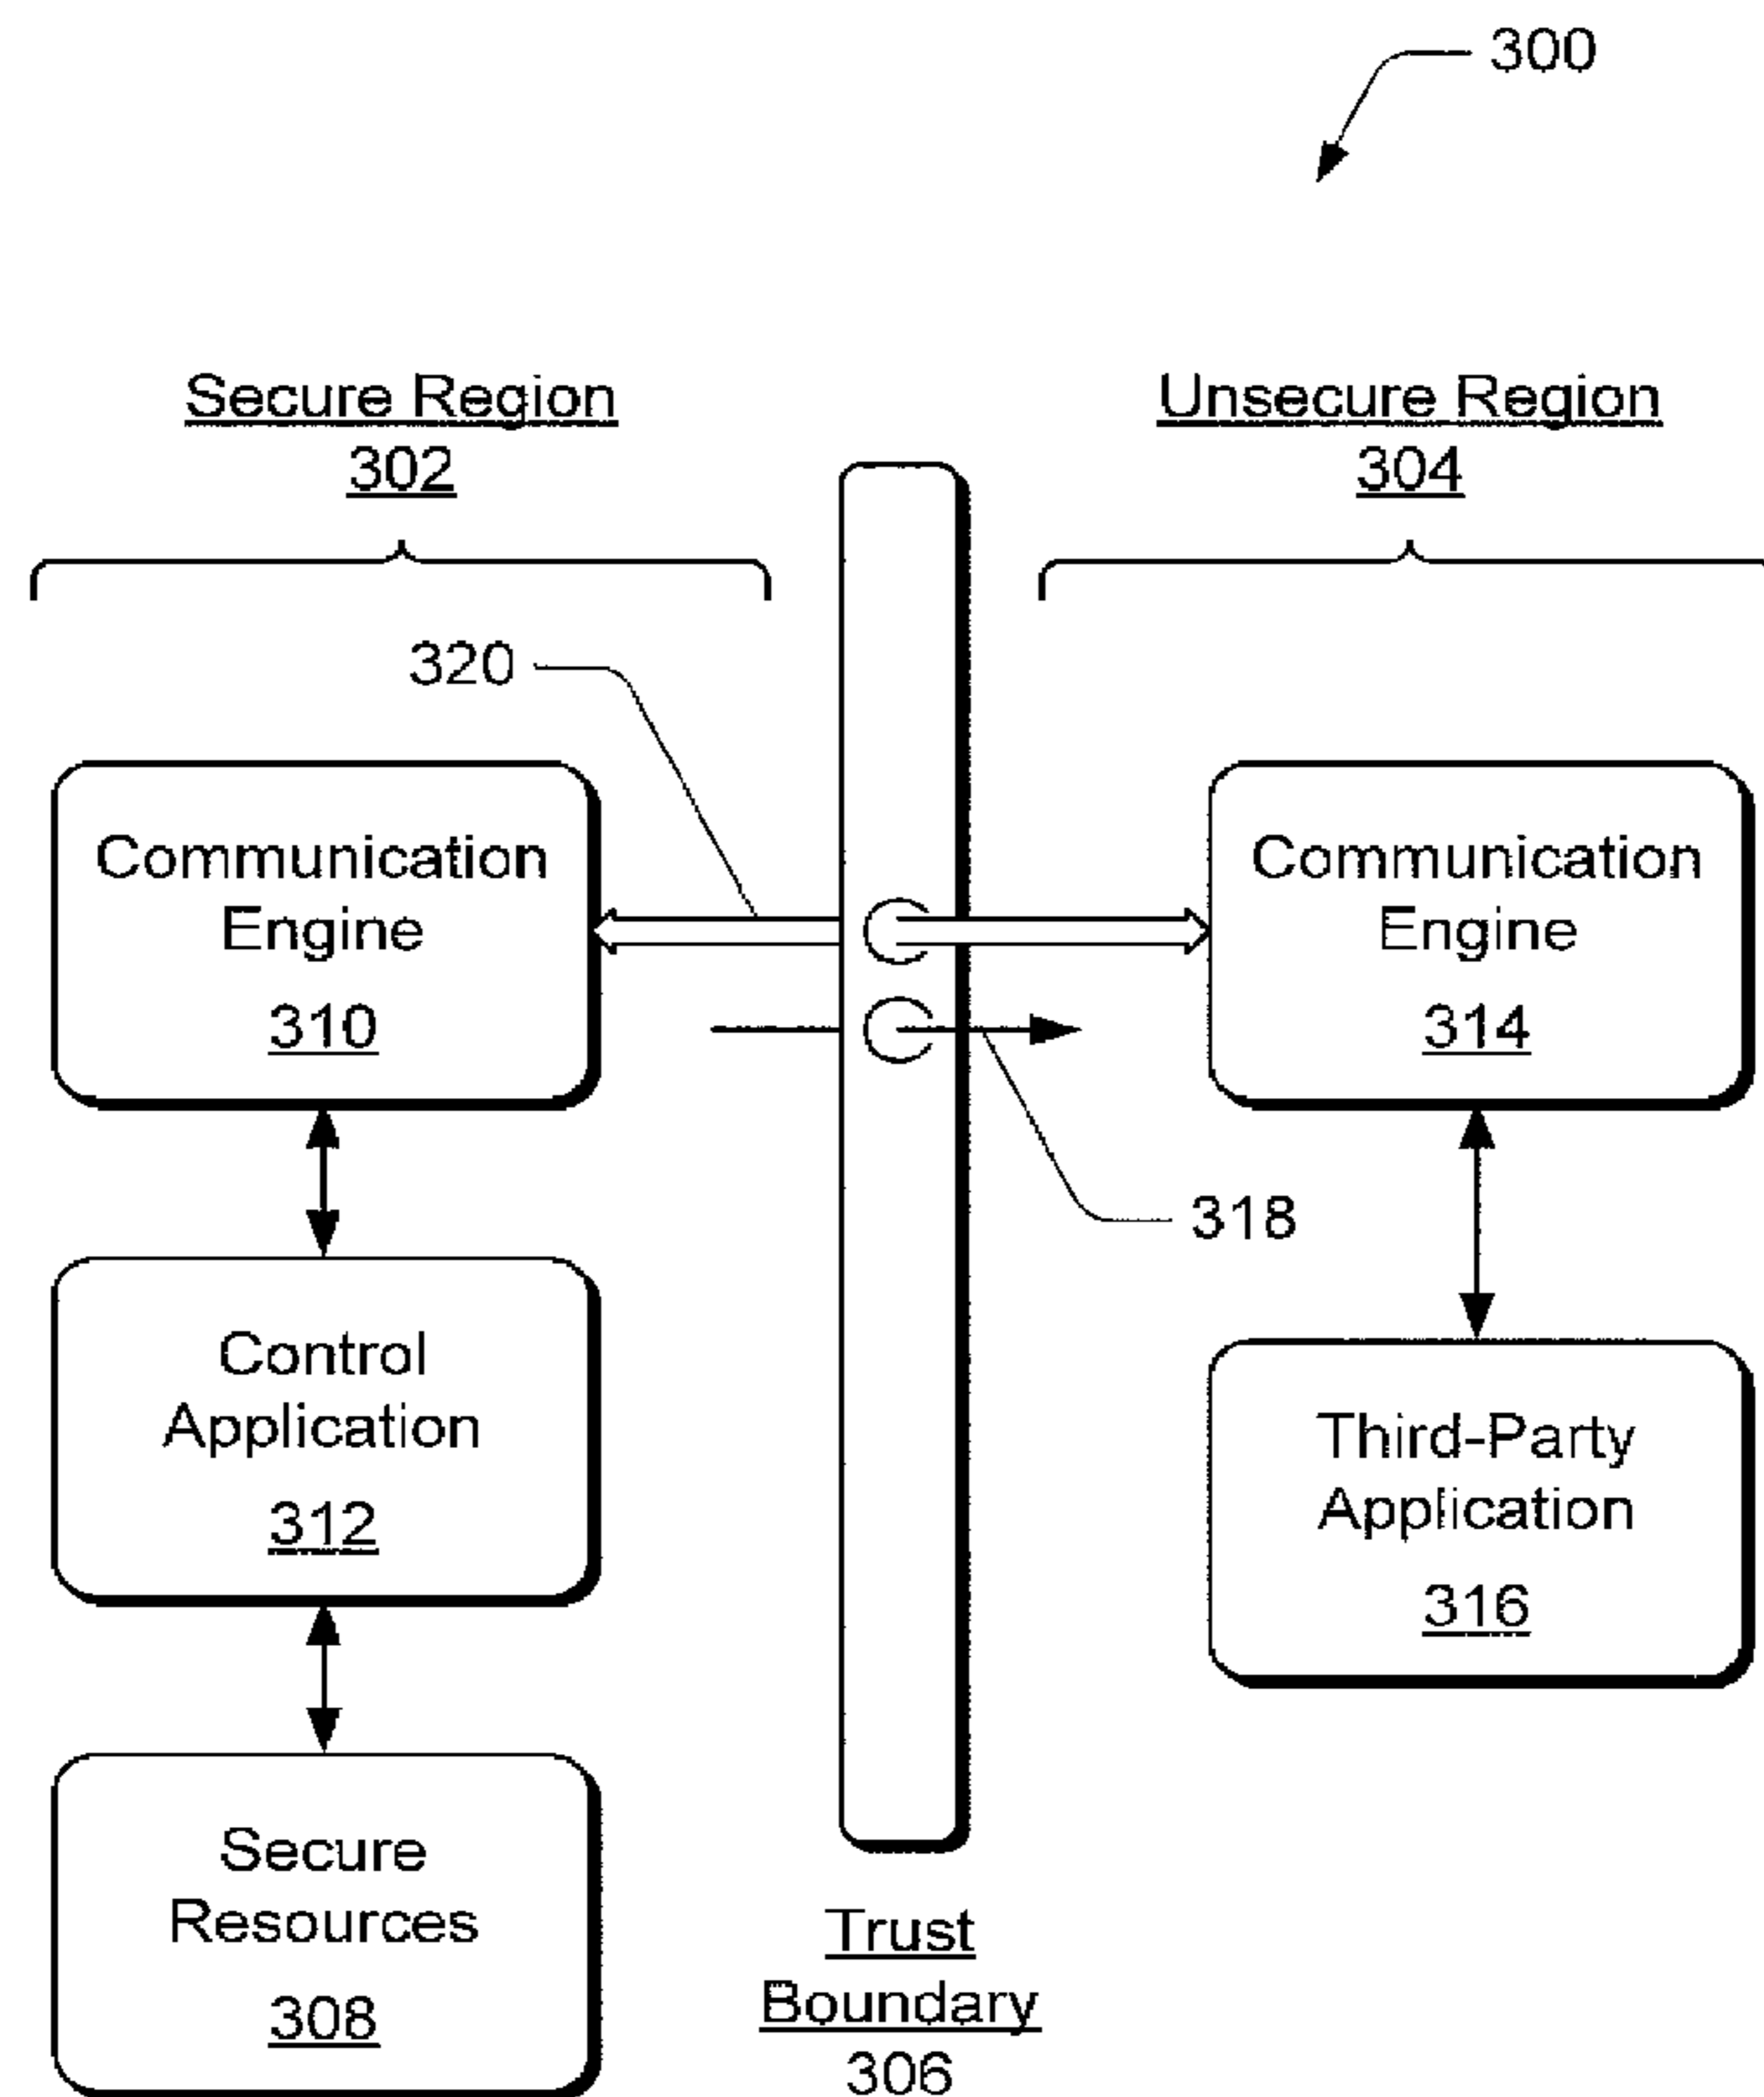 300
Secure Region
302
Unsecure Region
304
320
Communication
Engine
310
Communication
Engine
314
318
Control
Application
312
Third-Party
Application
316
Secure
Resources
308
Trust
Boundary
306